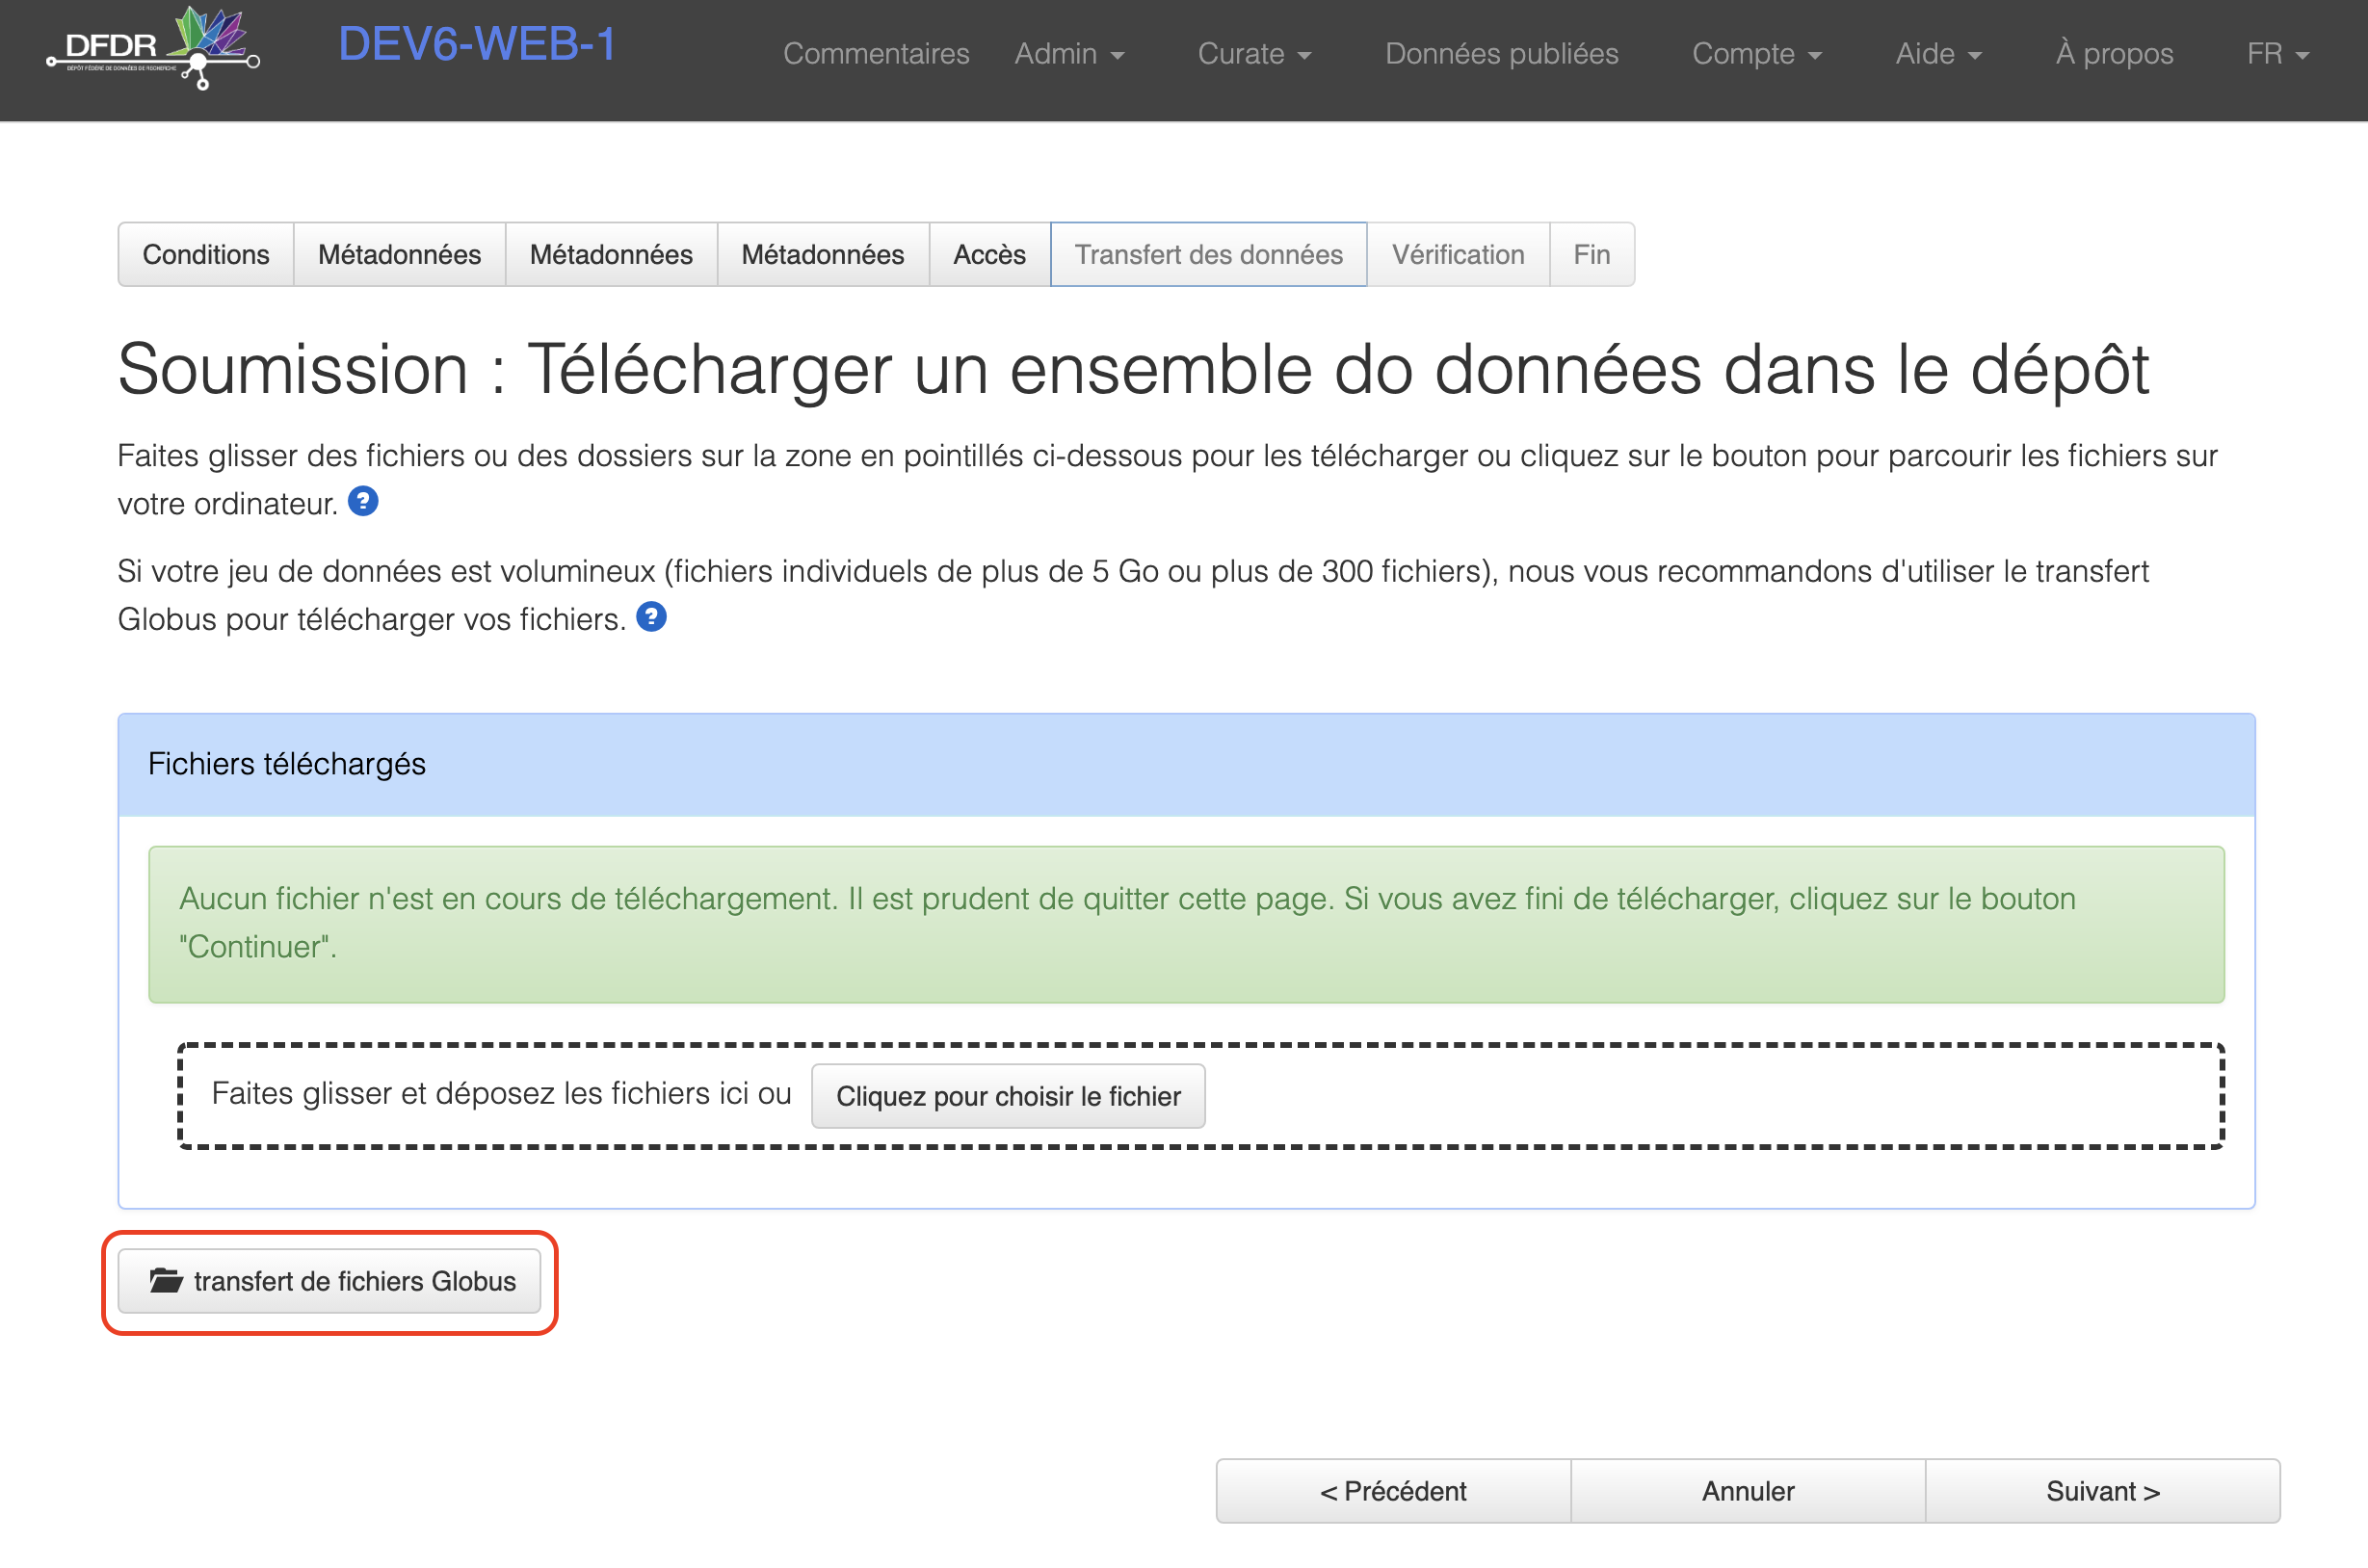 DFDR
DÉPÔT FÉDÉRÉ DE DONNÉES DE RECHERCHE
DEV6-WEB-1
Commentaires Admin Curate Données publiées Compte Aide À propos FR
Conditions Métadonnées Métadonnées Métadonnées Accès Transfert des données Vérification Fin
Soumission : Télécharger un ensemble do données dans le dépôt
Faites glisser des fichiers ou des dossiers sur la zone en pointillés ci-dessous pour les télécharger ou cliquez sur le bouton pour parcourir les fichiers sur
votre ordinateur. ?
Si votre jeu de données est volumineux (fichiers individuels de plus de 5 Go ou plus de 300 fichiers), nous vous recommandons d'utiliser le transfert
Globus pour télécharger vos fichiers. ?
Fichiers téléchargés
Aucun fichier n'est en cours de téléchargement. Il est prudent de quitter cette page. Si vous avez fini de télécharger, cliquez sur le bouton
"Continuer".
Faites glisser et déposez les fichiers ici ou Cliquez pour choisir le fichier
transfert de fichiers Globus
< Précédent Annuler Suivant >